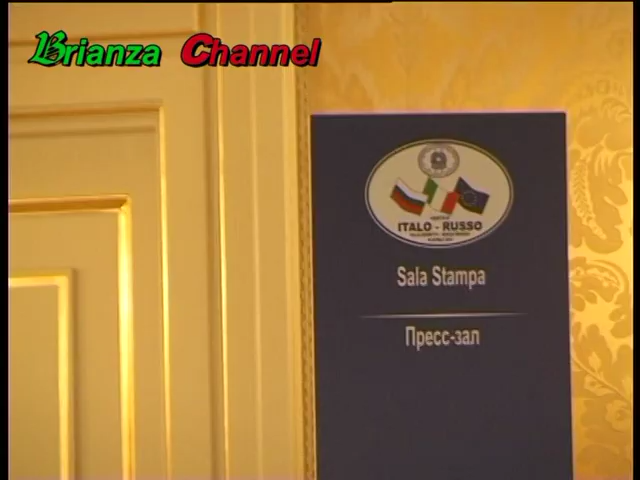 Brianza Channel
ITALO - RUSSO
Sala Stampa
Пресс-зал